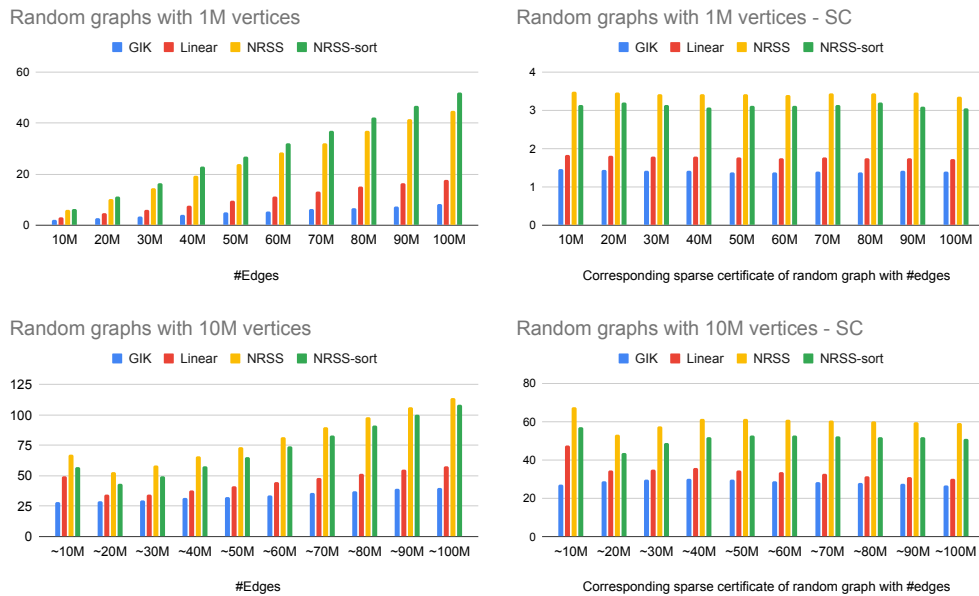 Random graphs with 1M vertices
GIK Linear NRSS NRSS-sort
60
40
20
0
10M 20M 30M 40M 50M 60M 70M 80M 90M 100M
#Edges
Random graphs with 1M vertices - SC
GIK Linear NRSS NRSS-sort
4
3
2
1
0
10M 20M 30M 40M 50M 60M 70M 80M 90M 100M
Corresponding sparse certificate of random graph with #edges
Random graphs with 10M vertices
GIK Linear NRSS NRSS-sort
125
100
75
50
25
0
~10M ~20M ~30M ~40M ~50M ~60M ~70M ~80M ~90M ~100M
#Edges
Random graphs with 10M vertices - SC
GIK Linear NRSS NRSS-sort
80
60
40
20
0
~10M ~20M ~30M ~40M ~50M ~60M ~70M ~80M ~90M ~100M
Corresponding sparse certificate of random graph with #edges